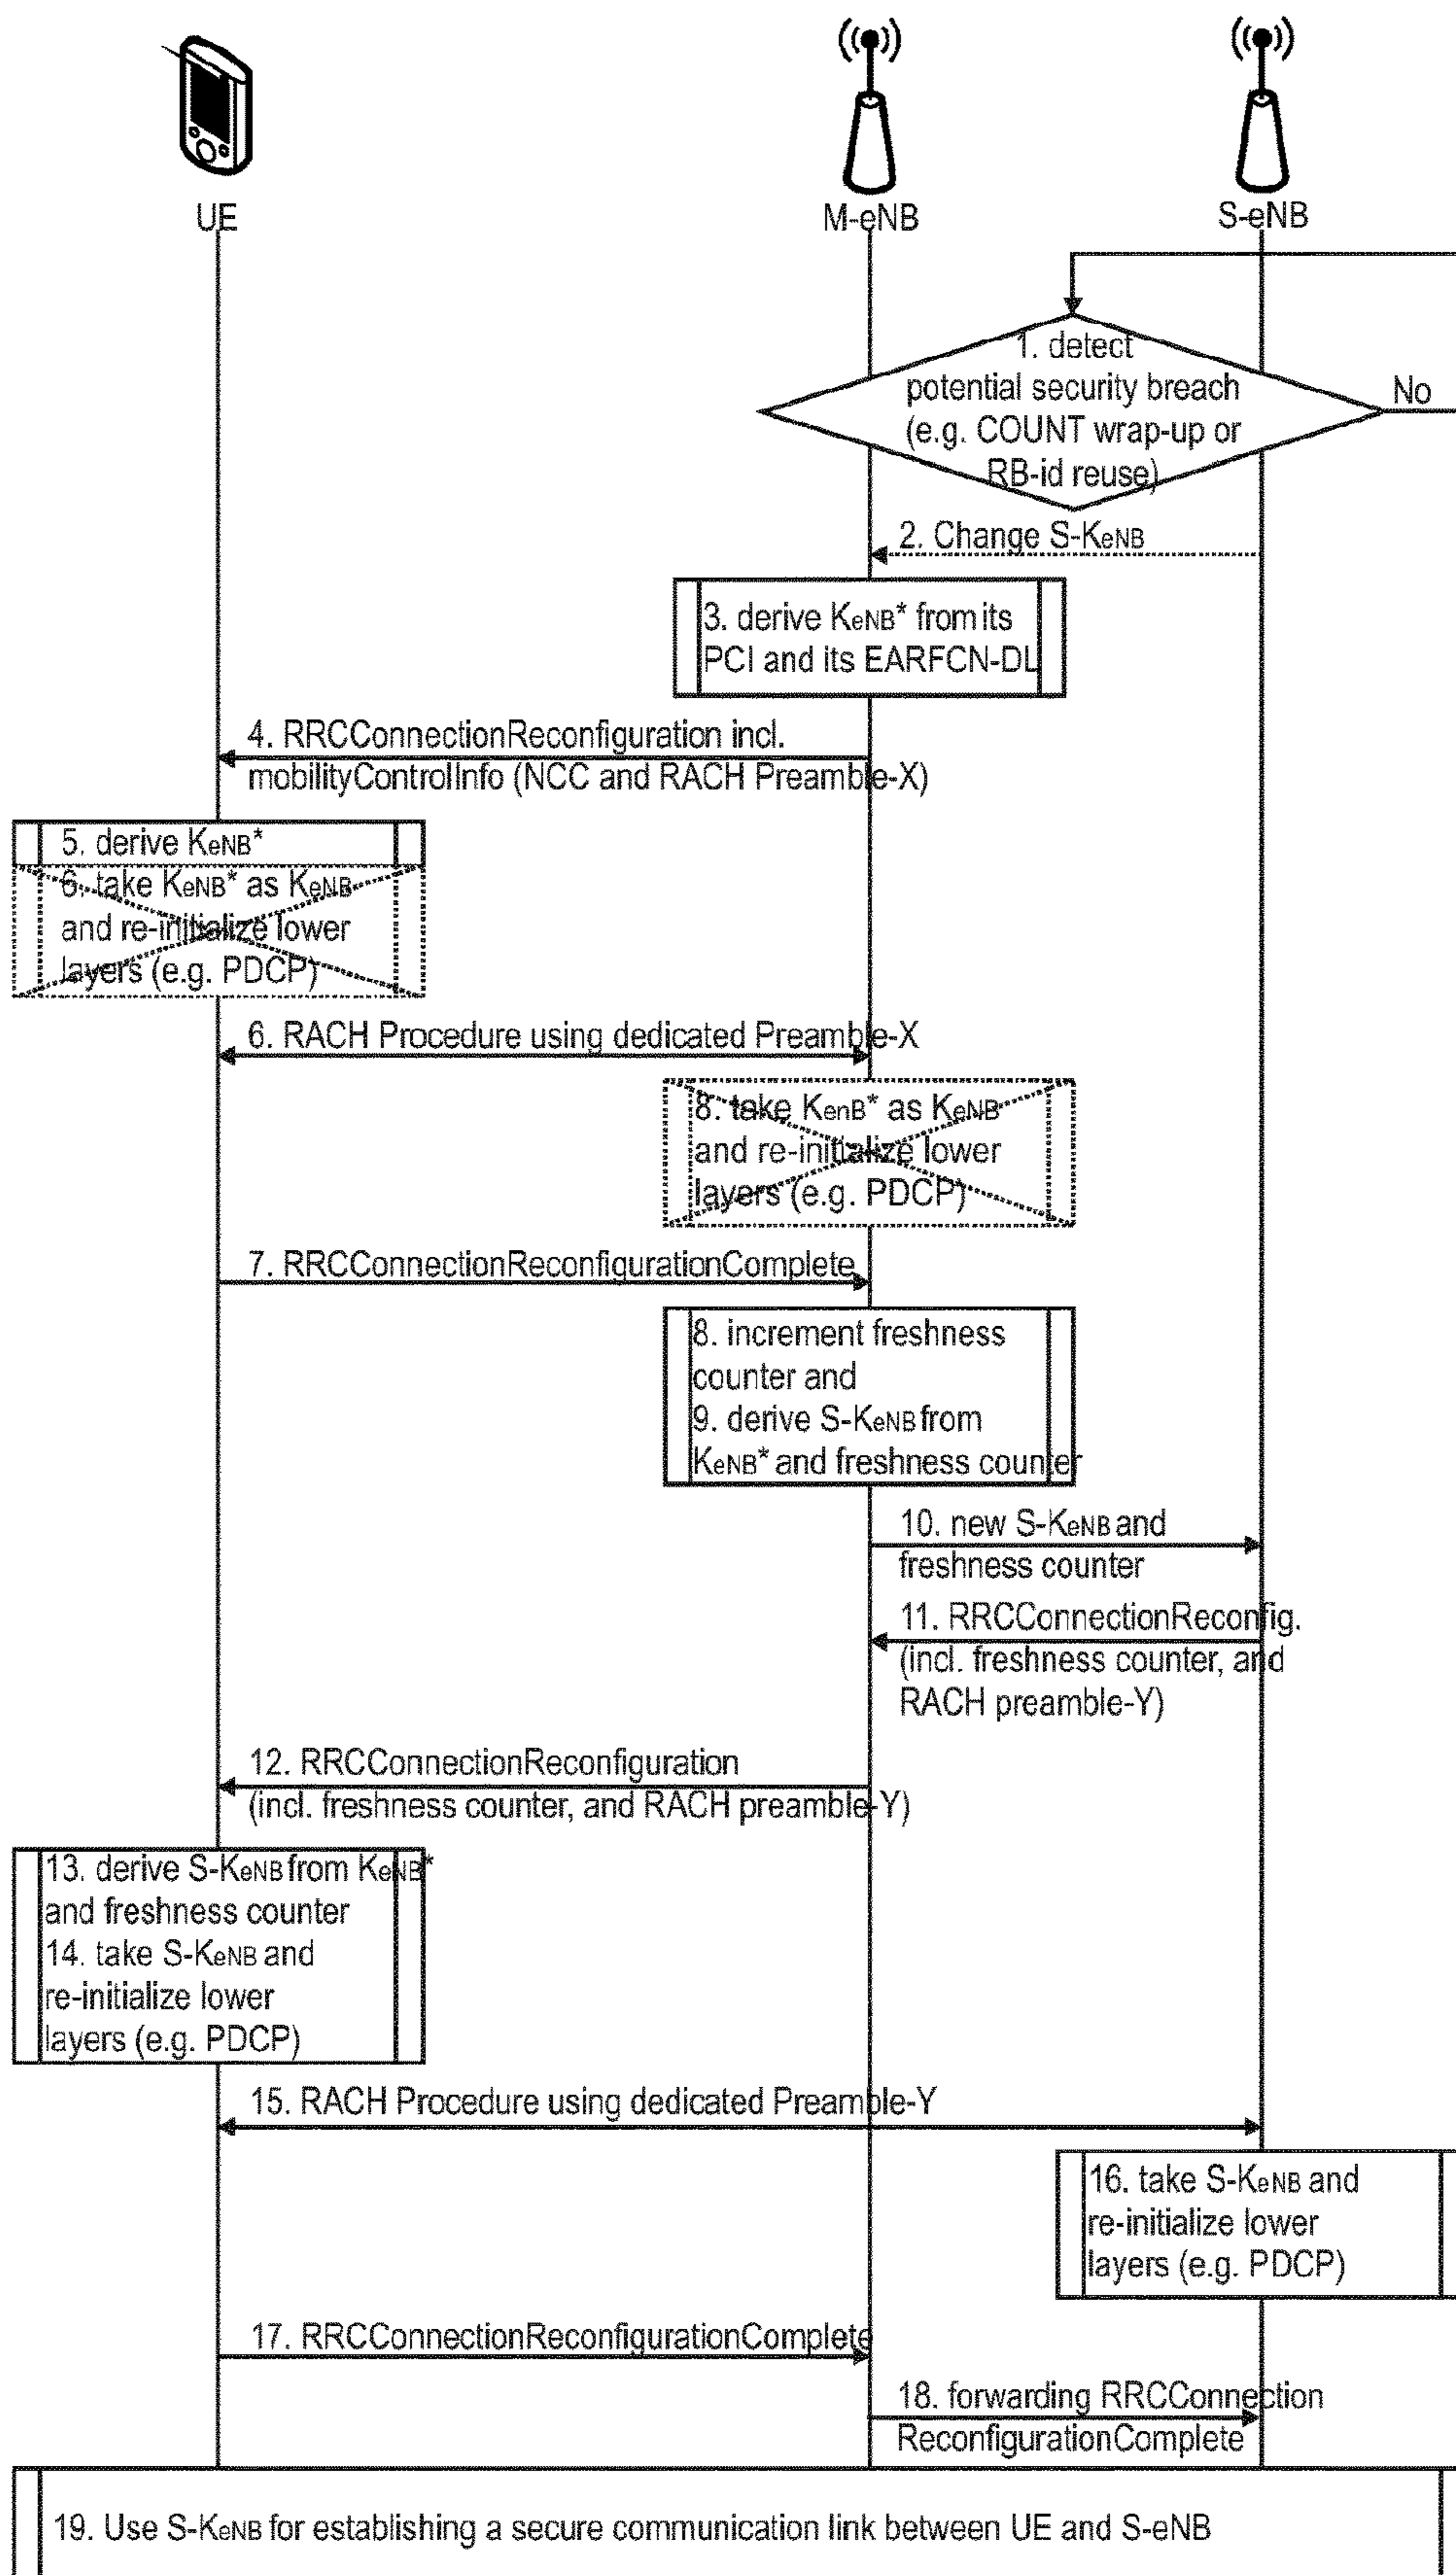 UE
M-eNB
S-eNB
1. detect
potential security breach
(e.g. COUNT wrap-up or
RB-id reuse)
No
2. Change S-KeNB
3. derive KeNB* from its
PCI and its EARFCN-DL
4. RRCConnectionReconfiguration incl.
mobilityControlInfo (NCC and RACH Preamble-X)
5. derive KeNB*
6. take KeNB* as KeNB
and re-initialize lower
layers (e.g. PDCP)
6. RACH Procedure using dedicated Preamble-X
8. take KenB* as KeNB
and re-initialize lower
layers (e.g. PDCP)
7. RRCConnectionReconfigurationComplete
8. increment freshness
counter and
9. derive S-KeNB from
KeNB* and freshness counter
10. new S-KeNB and
freshness counter
11. RRCConnectionReconfig.
(incl. freshness counter, and
RACH preamble-Y)
12. RRCConnectionReconfiguration
(incl. freshness counter, and RACH preamble-Y)
13. derive S-KeNB from KeNB*
and freshness counter
14. take S-KeNB and
re-initialize lower
layers (e.g. PDCP)
15. RACH Procedure using dedicated Preamble-Y
16. take S-KeNB and
re-initialize lower
layers (e.g. PDCP)
17. RRCConnectionReconfigurationComplete
18. forwarding RRCConnection
ReconfigurationComplete
19. Use S-KeNB for establishing a secure communication link between UE and S-eNB